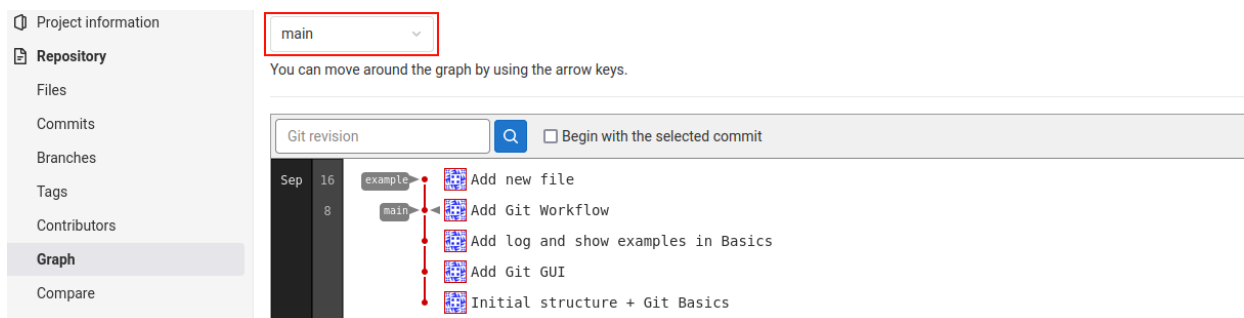 Project information
Repository
Files
Commits
Branches
Tags
Contributors
Graph
Compare
main
You can move around the graph by using the arrow keys.
Git revision
Begin with the selected commit
Sep 16 example Add new file
8 main Add Git Workflow
Add log and show examples in Basics
Add Git GUI
Initial structure + Git Basics